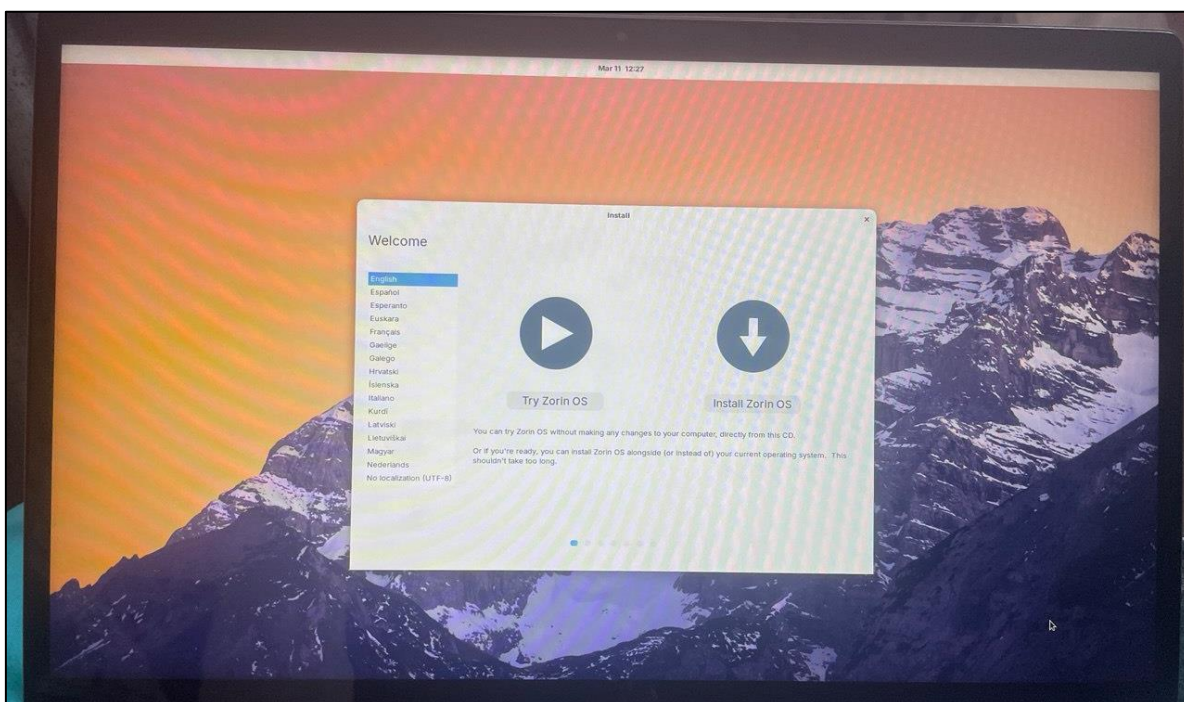 Mar 11 12:27
Install
Welcome
English
Español
Esperanto
Euskara
Français
Gaeilge
Galego
Hrvatski
Íslenska
Italiano
Kurdî
Latviski
Lietuviškai
Magyar
Nederlands
No localization (UTF-8)
Try Zorin OS
Install Zorin OS
You can try Zorin OS without making any changes to your computer, directly from this CD.
Or if you're ready, you can install Zorin OS alongside (or instead of) your current operating system. This
shouldn't take too long.